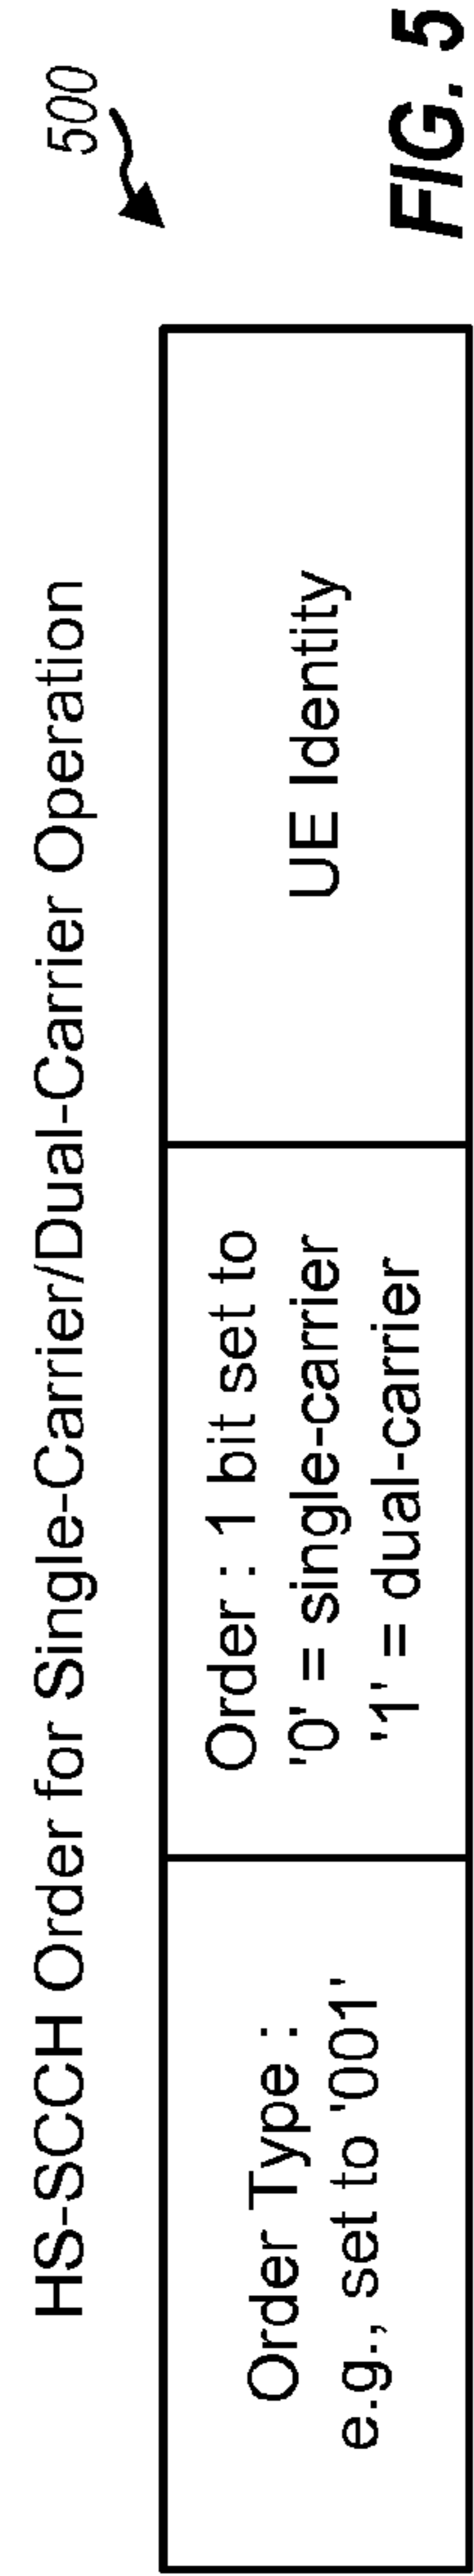 HS-SCCH Order for Single-Carrier/Dual-Carrier Operation
500
Order Type :
e.g., set to '001'
Order : 1 bit set to
'0' = single-carrier
'1' = dual-carrier
UE Identity
FIG. 5